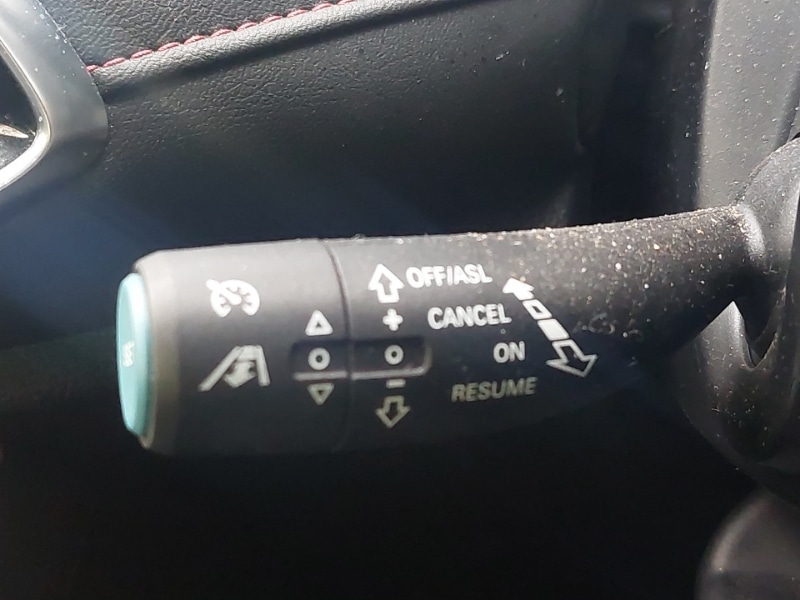 OFF/ASL
+
CANCEL
ON
-
RESUME